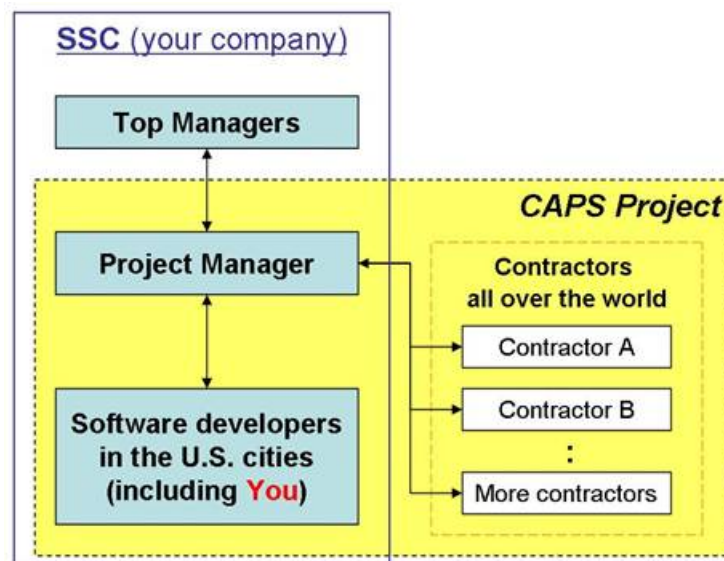 SSC (your company)
Top Managers
CAPS Project
Project Manager
Contractors
all over the world
Contractor A
Software developers
in the U.S. cities
(including You)
Contractor B
:
More contractors